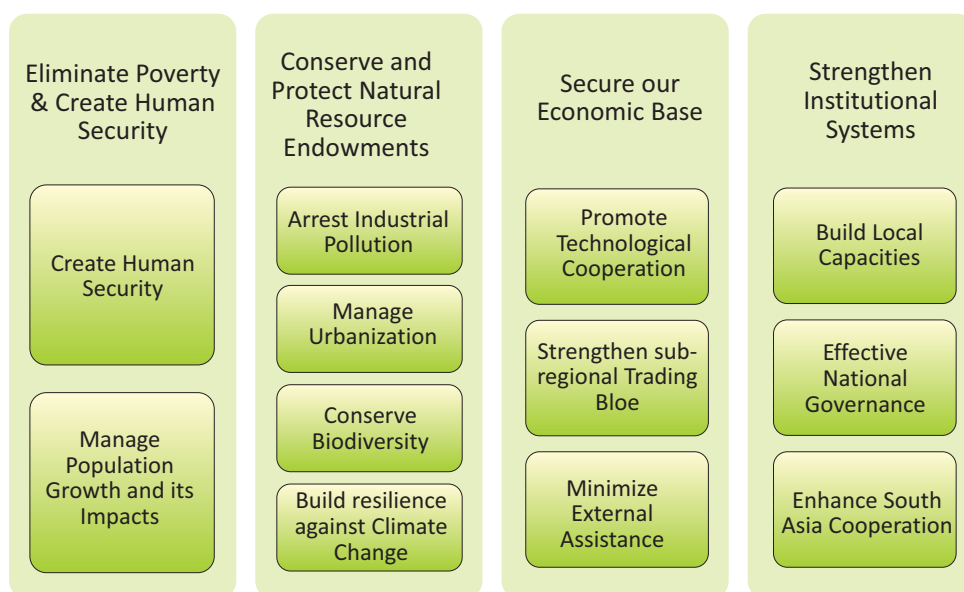 Eliminate Poverty
& Create Human
Security
Create Human
Security
Manage
Population
Growth and its
Impacts
Conserve and
Protect Natural
Resource
Endowments
Arrest Industrial
Pollution
Manage
Urbanization
Conserve
Biodiversity
Build resilience
against Climate
Change
Secure our
Economic Base
Promote
Technological
Cooperation
Strengthen sub-
regional Trading
Bloe
Minimize
External
Assistance
Strengthen
Institutional
Systems
Build Local
Capacities
Effective
National
Governance
Enhance South
Asia Cooperation